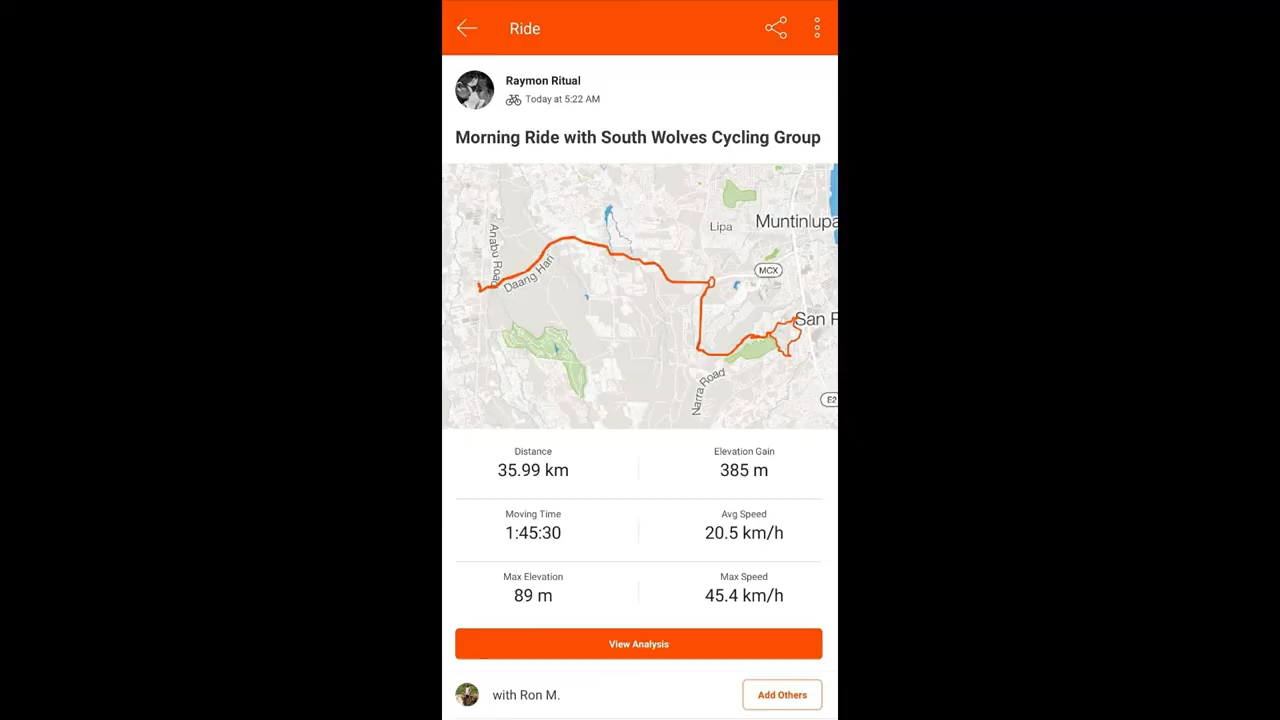 Ride
Raymon Ritual
Today at 5:22 AM
Morning Ride with South Wolves Cycling Group
Muntinlupa
Lipa
Anabu Road
MCX
Daang Hari
San
Narra Road
E2
Distance
35.99 km
Elevation Gain
385 m
Moving Time
1:45:30
Avg Speed
20.5 km/h
Max Elevation
89 m
Max Speed
45.4 km/h
View Analysis
with Ron M.
Add Others